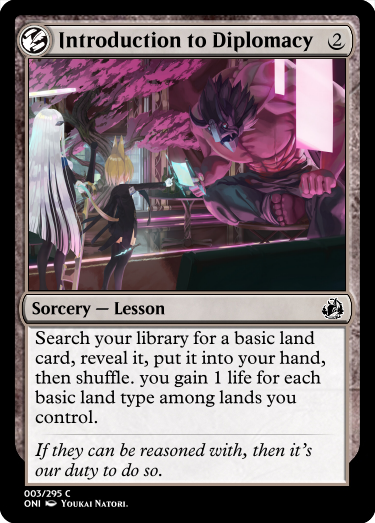 Introduction to Diplomacy 2
Sorcery — Lesson
Search your library for a basic land
card, reveal it, put it into your hand,
then shuffle. you gain 1 life for each
basic land type among lands you
control.
If they can be reasoned with, then it's
our duty to do so.
003/295 C
ONI Youkai Natori.